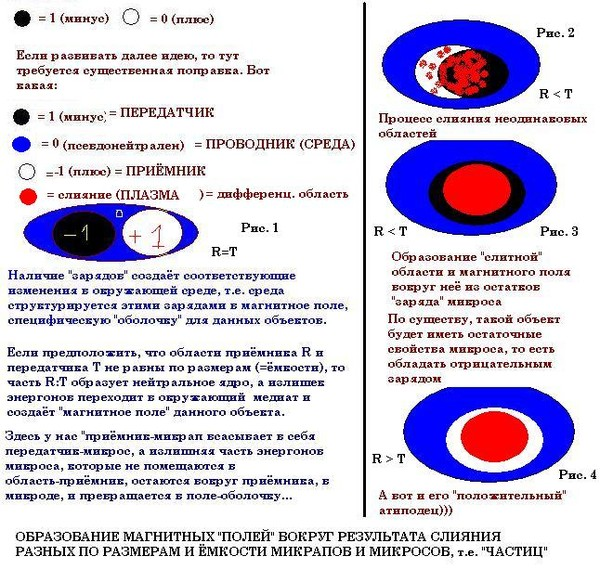 = 1 (минус) = 0 (плюс)
Если развивать далее идею, то тут
требуется существенная поправка. Вот
какая:
= 1 (минус) = ПЕРЕДАТЧИК
= 0 (псевдонейтрален) = ПРОВОДНИК (СРЕДА)
=-1 (плюс) = ПРИЁМНИК
= слияние (ПЛАЗМА )= дифференц. область
-1
+1
Рис. 1
R=T
Наличие "зарядов" создаёт соответствующие
изменения в окружающей среде, т.е. среда
структурируется этими зарядами в магнитное поле,
специфическую "оболочку" для данных объектов.
Если предположить, что области приёмника R и
передатчика T не равны по размерам (=ёмкости), то
часть R:T образует нейтральное ядро, а излишек
энергонов переходит в окружающий медиат и
создаёт "магнитное поле" данного объекта.
Здесь у нас "приёмник-микрап всасывает в себя
передатчик-микрос, а излишняя часть энергонов
микроса, которые не помещаются в
область-приёмник, остаются вокруг приёмника, в
микроде, и превращается в поле-оболочку...
Рис. 2
R < T
Процесс слияния неодинаковых
областей
R < T
Рис. 3
Образование "слитной"
области и магнитного поля
вокруг неё из остатков
"заряда" микроса
По существу, такой объект
будет иметь остаточные
свойства микроса, то есть
обладать отрицательным
зарядом
R > T
Рис. 4
А вот и его "положительный"
атиподец)))
ОБРАЗОВАНИЕ МАГНИТНЫХ "ПОЛЕЙ" ВОКРУГ РЕЗУЛЬТАТА СЛИЯНИЯ
РАЗНЫХ ПО РАЗМЕРАМ И ЁМКОСТИ МИКРАПОВ И МИКРОСОВ, т.е. "ЧАСТИЦ"